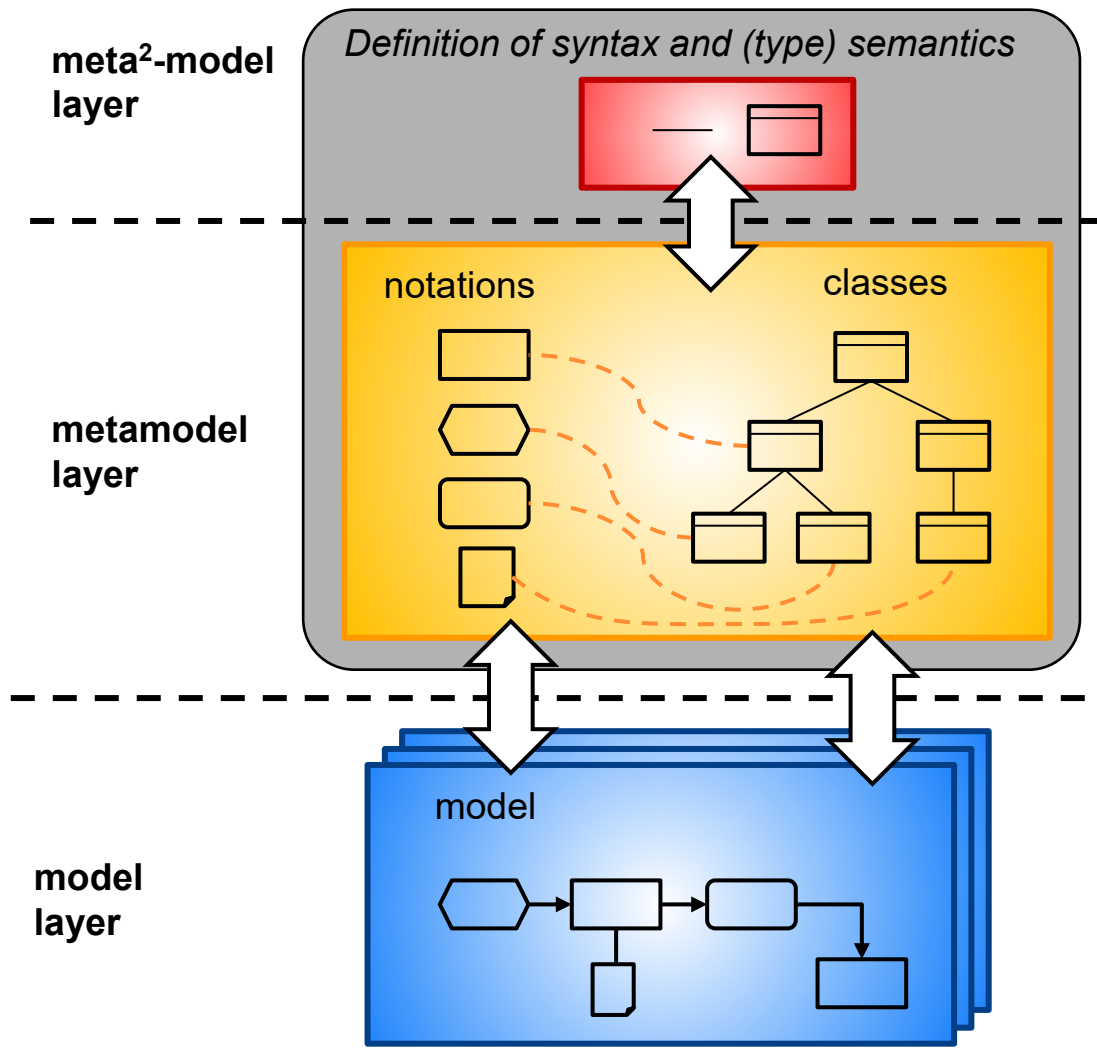 meta²-model
layer
Definition of syntax and (type) semantics
metamodel
layer
notations
classes
model
layer
model